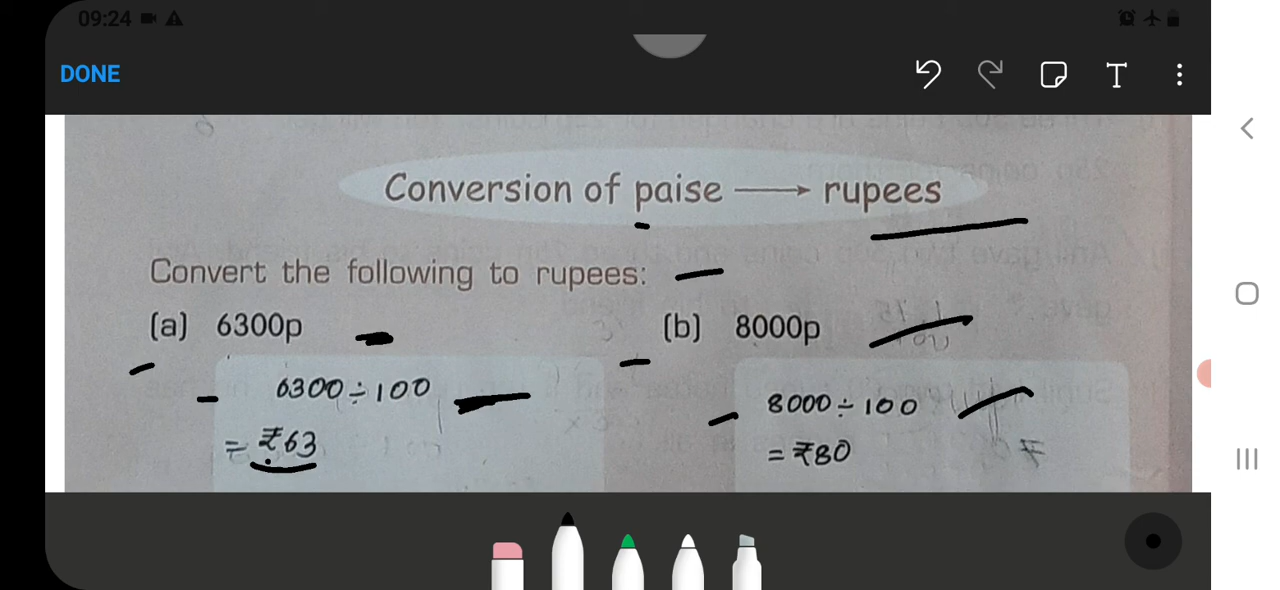 09:24
DONE
T
Conversion of paise ⟶ rupees
Convert the following to rupees:
(a) 6300p
(b) 8000p
6300 ÷ 100
= ₹63
8000 ÷ 100
= ₹80